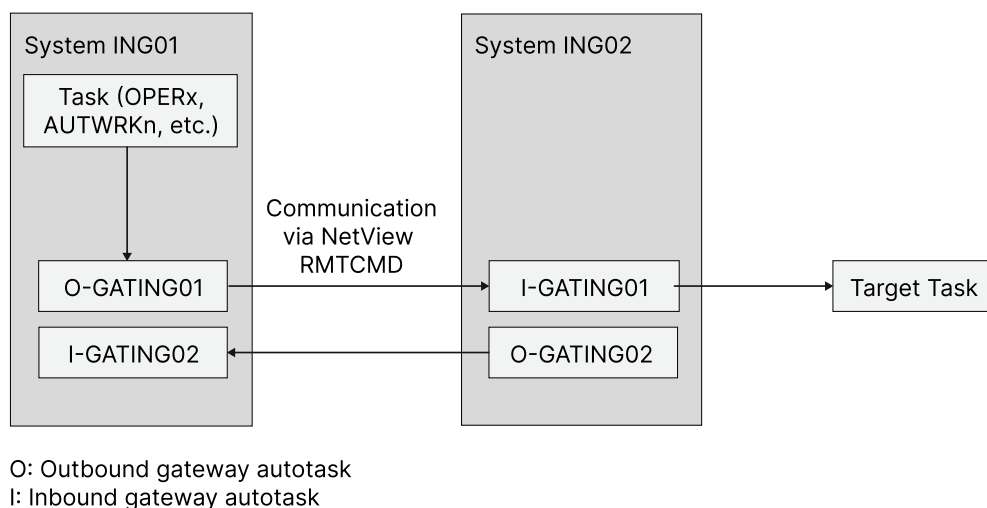 System ING01
System ING02
Task (OPERx,
AUTWRKn, etc.)
Communication
via NetView
RMTCMD
O-GATING01
I-GATING01
Target Task
I-GATING02
O-GATING02
O: Outbound gateway autotask
I: Inbound gateway autotask